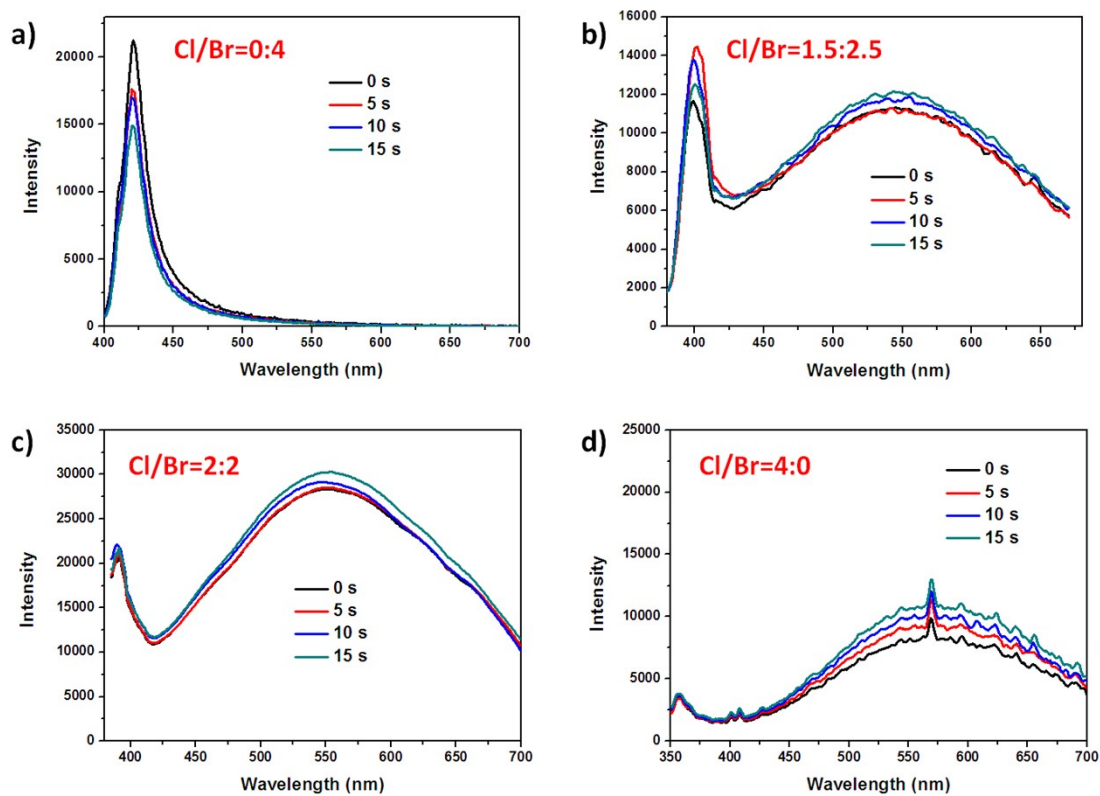 a)
Cl/Br=0:4
0 s
5 s
10 s
15 s
Intensity
20000
15000
10000
5000
0
400 450 500 550 600 650 700
Wavelength (nm)
b)
Cl/Br=1.5:2.5
0 s
5 s
10 s
15 s
Intensity
16000
14000
12000
10000
8000
6000
4000
2000
0
400 450 500 550 600 650
Wavelength (nm)
c)
Cl/Br=2:2
0 s
5 s
10 s
15 s
Intensity
35000
30000
25000
20000
15000
10000
5000
0
400 450 500 550 600 650 700
Wavelength (nm)
d)
Cl/Br=4:0
0 s
5 s
10 s
15 s
Intensity
25000
20000
15000
10000
5000
0
350 400 450 500 550 600 650 700
Wavelength (nm)